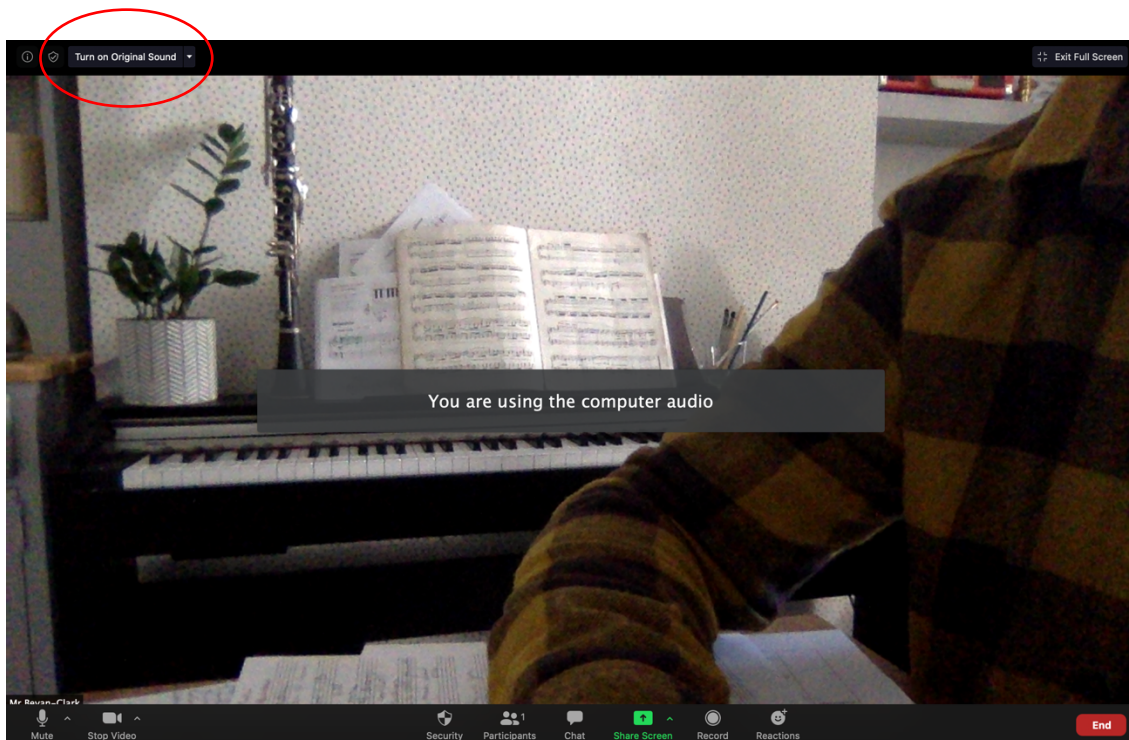 Turn on Original Sound
Exit Full Screen
You are using the computer audio
Mr Bevan-Clark
Mute
Stop Video
Security
Participants
1
Chat
Share Screen
Record
Reactions
End